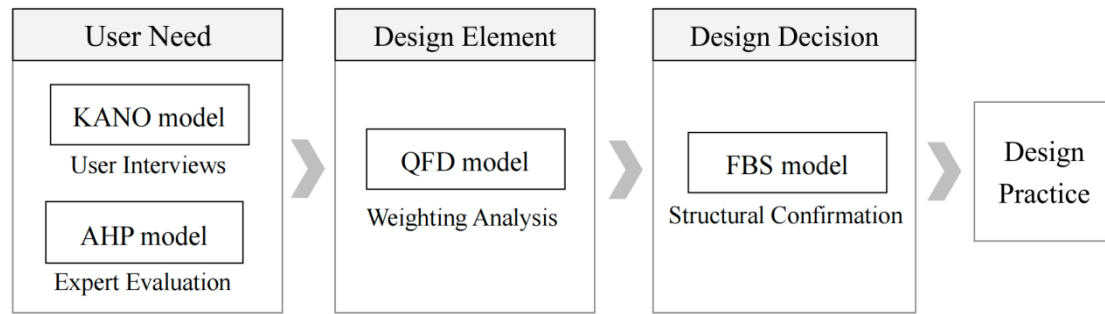 User Need
KANO model
User Interviews
AHP model
Expert Evaluation
Design Element
QFD model
Weighting Analysis
Design Decision
FBS model
Structural Confirmation
Design
Practice